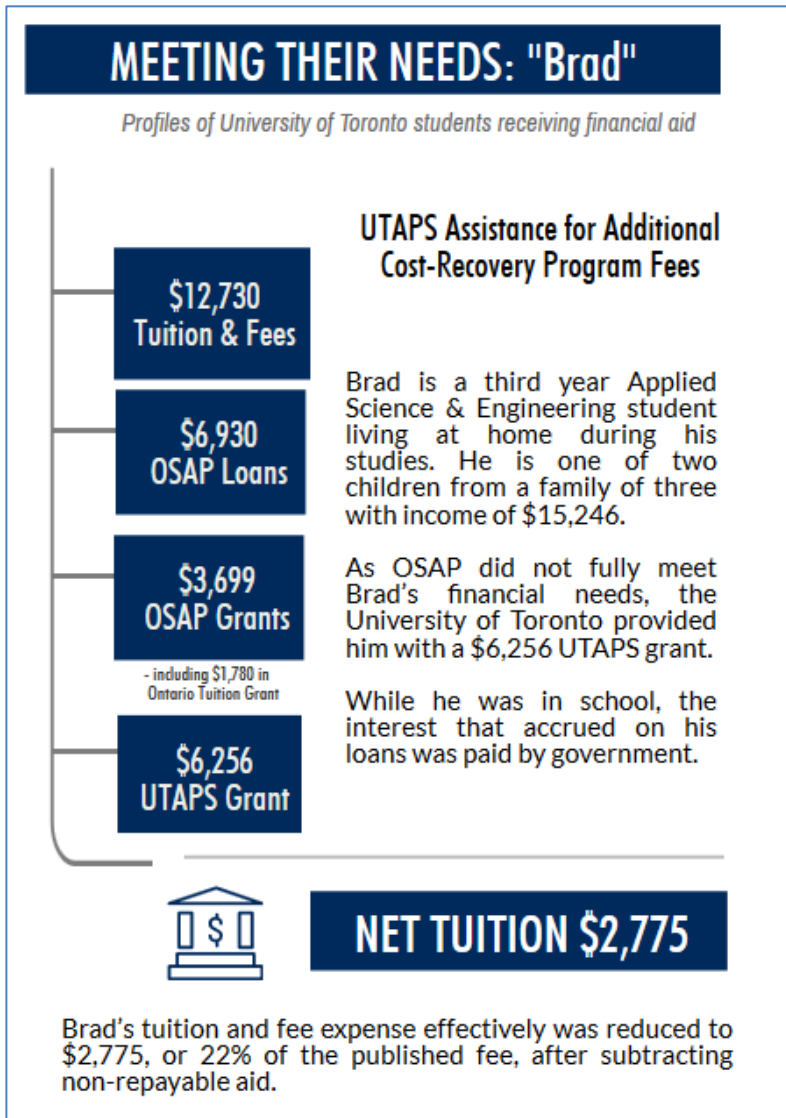 MEETING THEIR NEEDS: "Brad"
Profiles of University of Toronto students receiving financial aid
UTAPS Assistance for Additional
Cost-Recovery Program Fees
$12,730
Tuition & Fees
$6,930
OSAP Loans
$3,699
OSAP Grants
- including $1,780 in
Ontario Tuition Grant
$6,256
UTAPS Grant
Brad is a third year Applied
Science & Engineering student
living at home during his
studies. He is one of two
children from a family of three
with income of $15,246.
As OSAP did not fully meet
Brad’s financial needs, the
University of Toronto provided
him with a $6,256 UTAPS grant.
While he was in school, the
interest that accrued on his
loans was paid by government.
$
NET TUITION $2,775
Brad’s tuition and fee expense effectively was reduced to
$2,775, or 22% of the published fee, after subtracting
non-repayable aid.